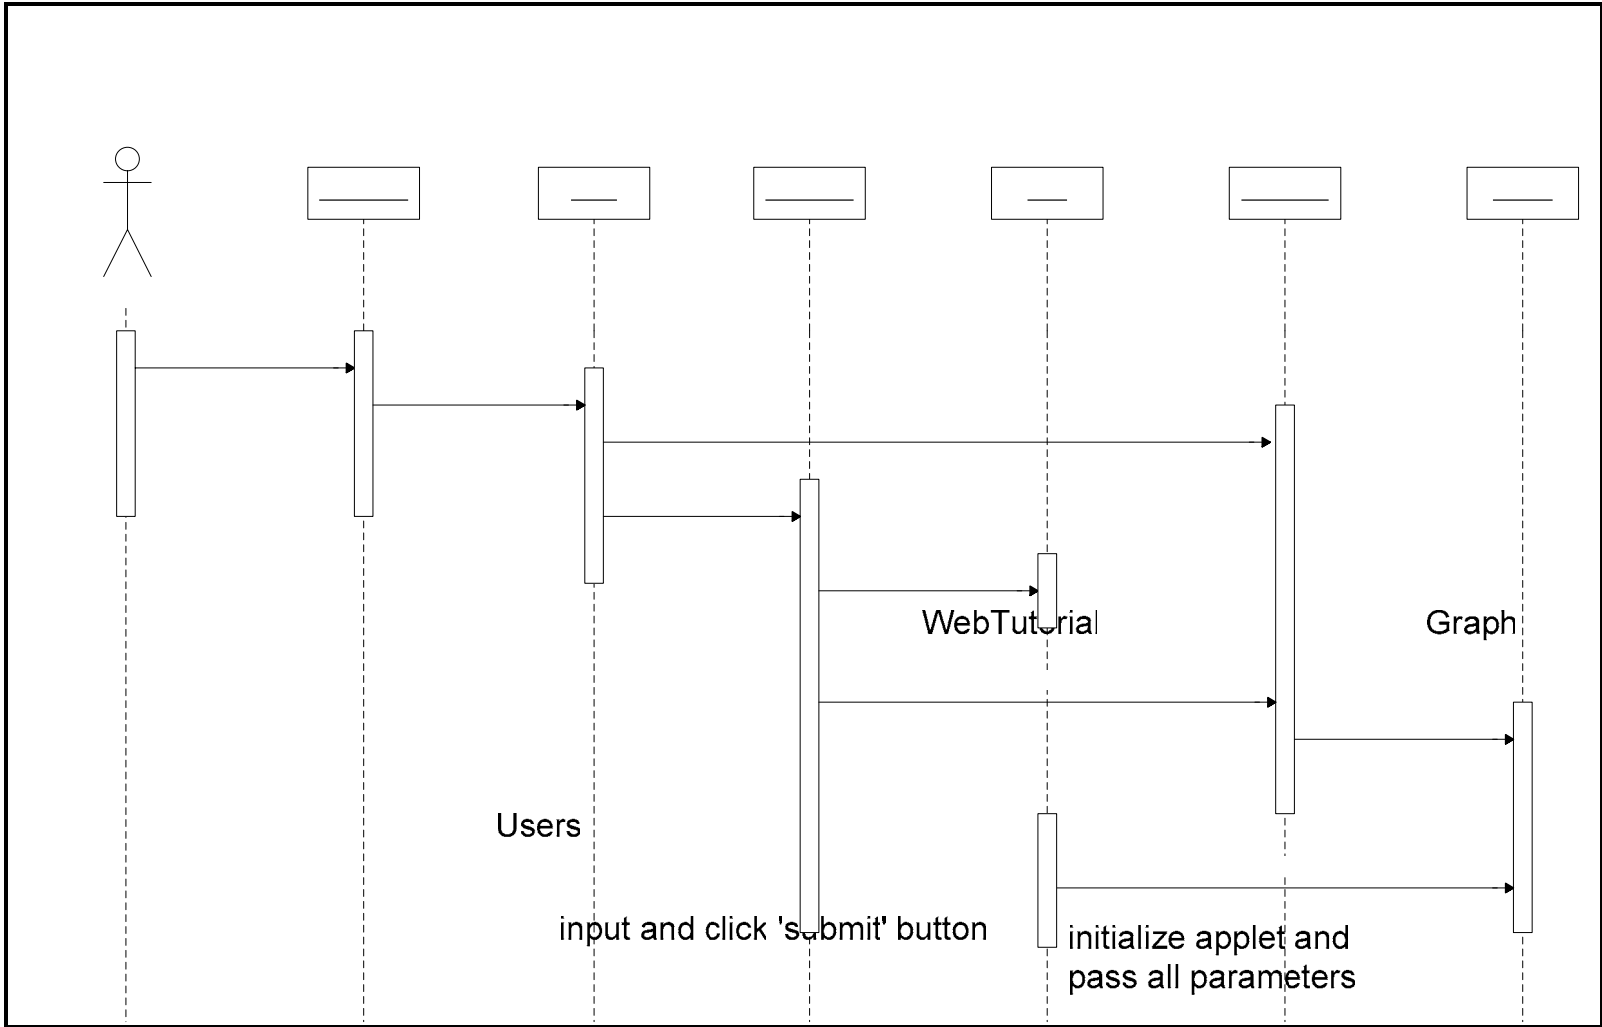 WebTutorial
Graph
Users
input and click 'submit' button
initialize applet and
pass all parameters